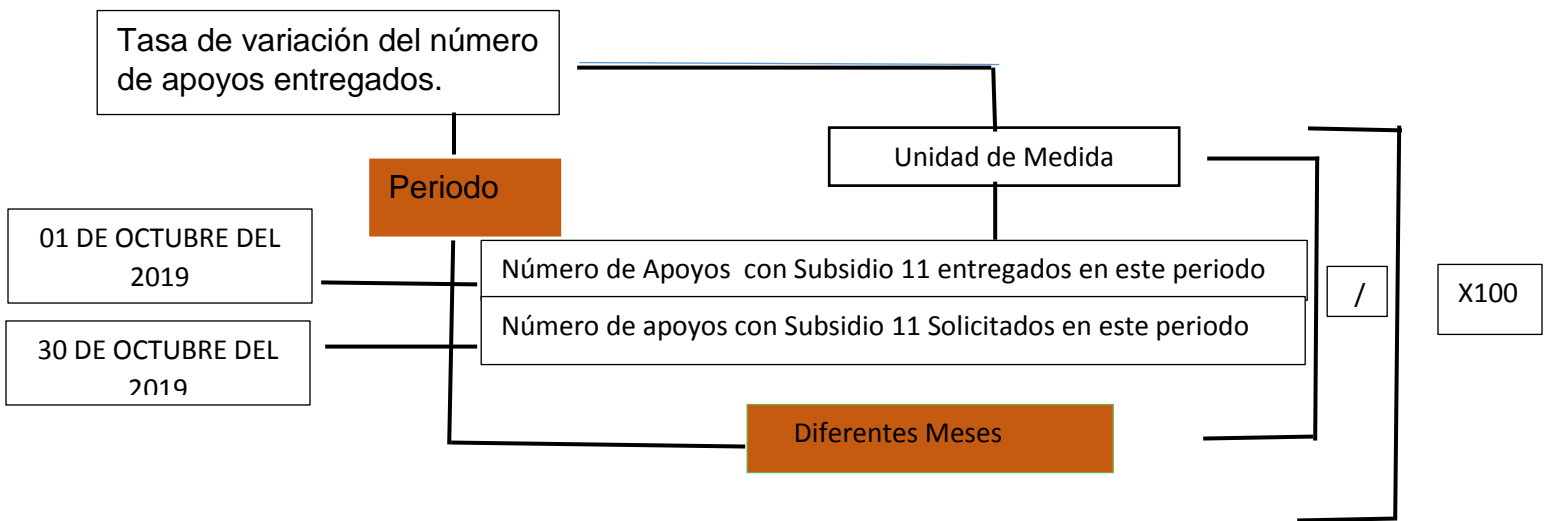 Tasa de variación del número
de apoyos entregados.
Unidad de Medida
Periodo
01 DE OCTUBRE DEL
2019
Número de Apoyos con Subsidio 11 entregados en este periodo
/
X100
Número de apoyos con Subsidio 11 Solicitados en este periodo
30 DE OCTUBRE DEL
2019
Diferentes Meses